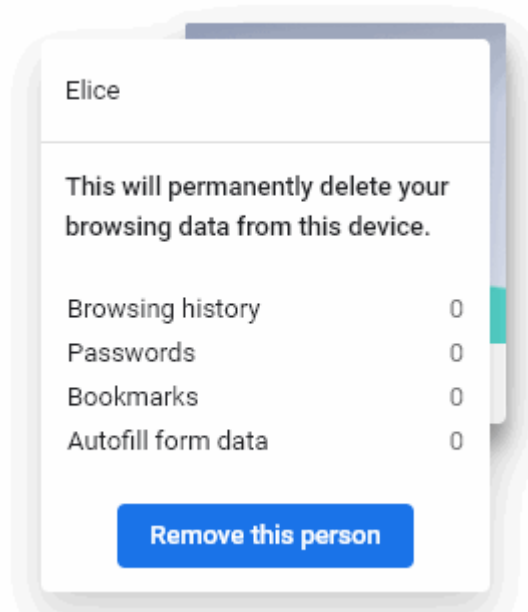 Elice
This will permanently delete your
browsing data from this device.
Browsing history 0
Passwords 0
Bookmarks 0
Autofill form data 0
Remove this person